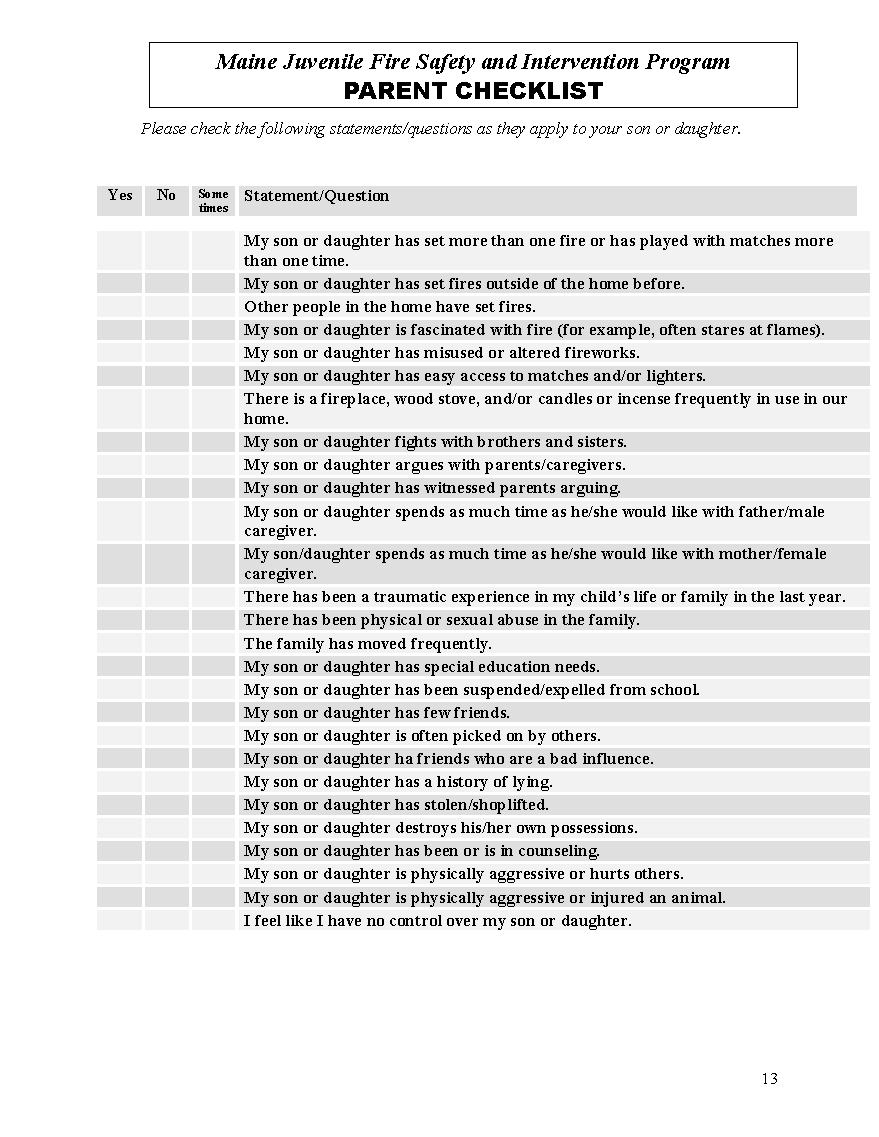 Maine Juvenile Fire Safety and Intervention Program
PARENT CHECKLIST
Please check the following statements/questions as they apply to your son or daughter.
Yes No Some times Statement/Question
My son or daughter has set more than one fire or has played with matches more
than one time.
My son or daughter has set fires outside of the home before.
Other people in the home have set fires.
My son or daughter is fascinated with fire (for example, often stares at flames).
My son or daughter has misused or altered fireworks.
My son or daughter has easy access to matches and/or lighters.
There is a fireplace, wood stove, and/or candles or incense frequently in use in our
home.
My son or daughter fights with brothers and sisters.
My son or daughter argues with parents/caregivers.
My son or daughter has witnessed parents arguing.
My son or daughter spends as much time as he/she would like with father/male
caregiver.
My son/daughter spends as much time as he/she would like with mother/female
caregiver.
There has been a traumatic experience in my child's life or family in the last year.
There has been physical or sexual abuse in the family.
The family has moved frequently.
My son or daughter has special education needs.
My son or daughter has been suspended/expelled from school.
My son or daughter has few friends.
My son or daughter is often picked on by others.
My son or daughter ha friends who are a bad influence.
My son or daughter has a history of lying.
My son or daughter has stolen/shoplifted.
My son or daughter destroys his/her own possessions.
My son or daughter has been or is in counseling.
My son or daughter is physically aggressive or hurts others.
My son or daughter is physically aggressive or injured an animal.
I feel like I have no control over my son or daughter.
13